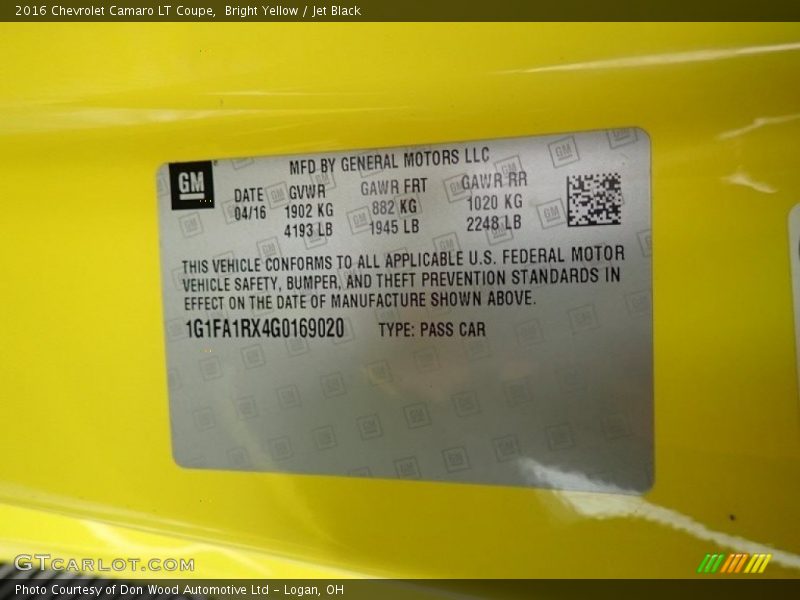 2016 Chevrolet Camaro LT Coupe,  Bright Yellow / Jet Black
GM
MFD BY GENERAL MOTORS LLC
DATE GVWR GAWR FRT GAWR RR
04/16 1902 KG 882 KG 1020 KG
4193 LB 1945 LB 2248 LB
THIS VEHICLE CONFORMS TO ALL APPLICABLE U.S. FEDERAL MOTOR
VEHICLE SAFETY, BUMPER, AND THEFT PREVENTION STANDARDS IN
EFFECT ON THE DATE OF MANUFACTURE SHOWN ABOVE.
1G1FA1RX4G0169020 TYPE: PASS CAR
GTCARLOT.COM
Photo Courtesy of Don Wood Automotive Ltd - Logan, OH